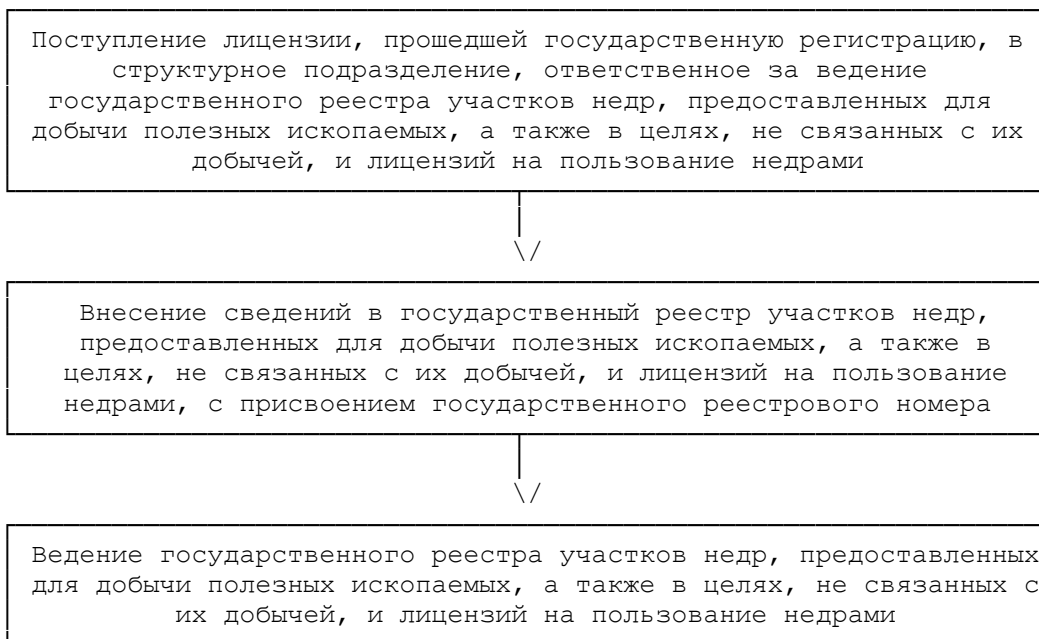 Поступление лицензии, прошедшей государственную регистрацию, в
структурное подразделение, ответственное за ведение
государственного реестра участков недр, предоставленных для
добычи полезных ископаемых, а также в целях, не связанных с их
добычей, и лицензий на пользование недрами
Внесение сведений в государственный реестр участков недр,
предоставленных для добычи полезных ископаемых, а также в
целях, не связанных с их добычей, и лицензий на пользование
недрами, с присвоением государственного реестрового номера
Ведение государственного реестра участков недр, предоставленных
для добычи полезных ископаемых, а также в целях, не связанных с
их добычей, и лицензий на пользование недрами